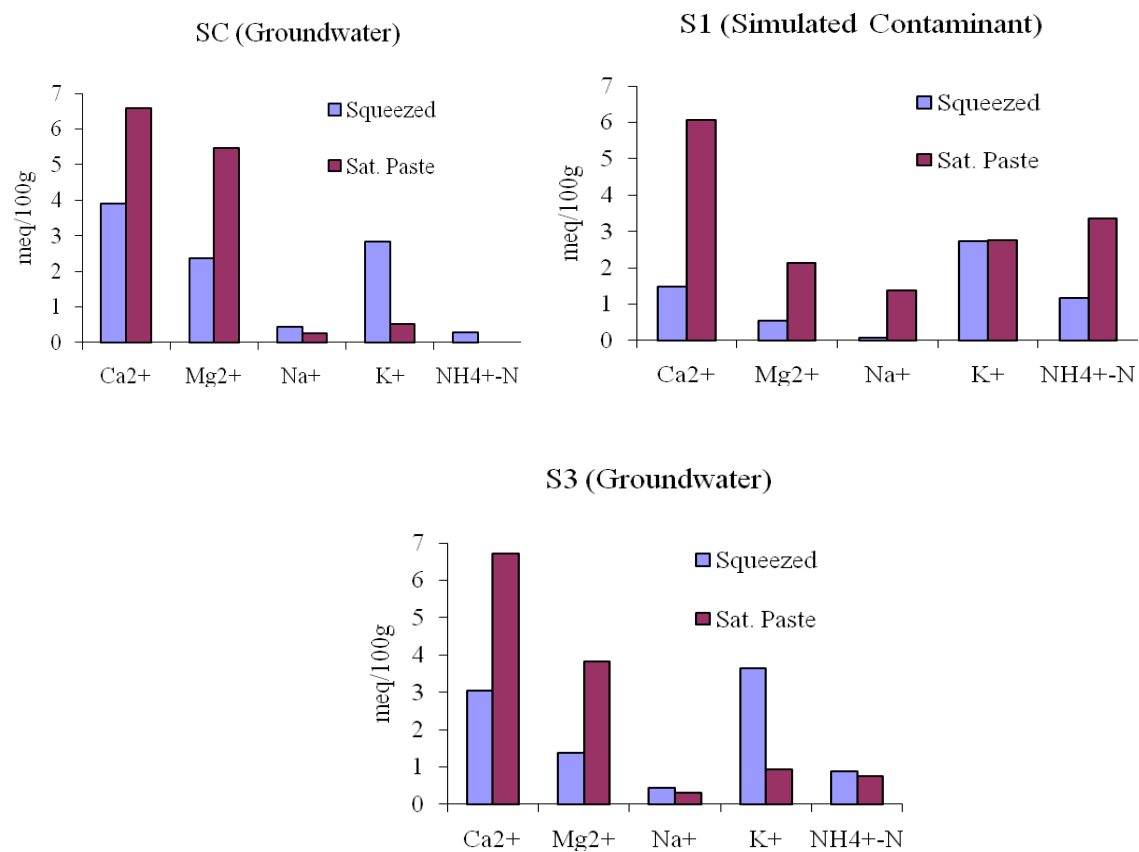 SC (Groundwater)
7
6
5
4
3
2
1
0
meq/100g
Squeezed
Sat. Paste
Ca2+ Mg2+ Na+ K+ NH4+-N
S1 (Simulated Contaminant)
7
6
5
4
3
2
1
0
meq/100g
Squeezed
Sat. Paste
Ca2+ Mg2+ Na+ K+ NH4+-N
S3 (Groundwater)
7
6
5
4
3
2
1
0
meq/100g
Squeezed
Sat. Paste
Ca2+ Mg2+ Na+ K+ NH4+-N